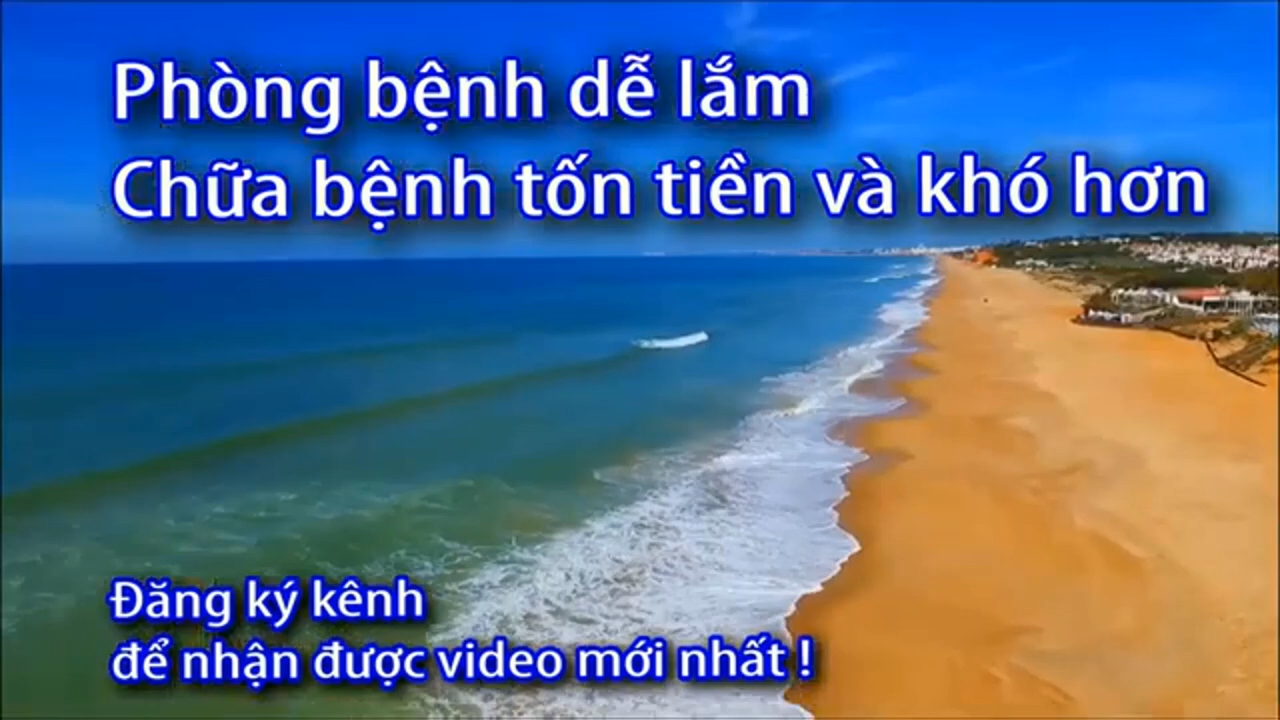 Phòng bệnh dễ lắm
Chữa bệnh tốn tiền và khó hơn
Đăng ký kênh
để nhận được video mới nhất !